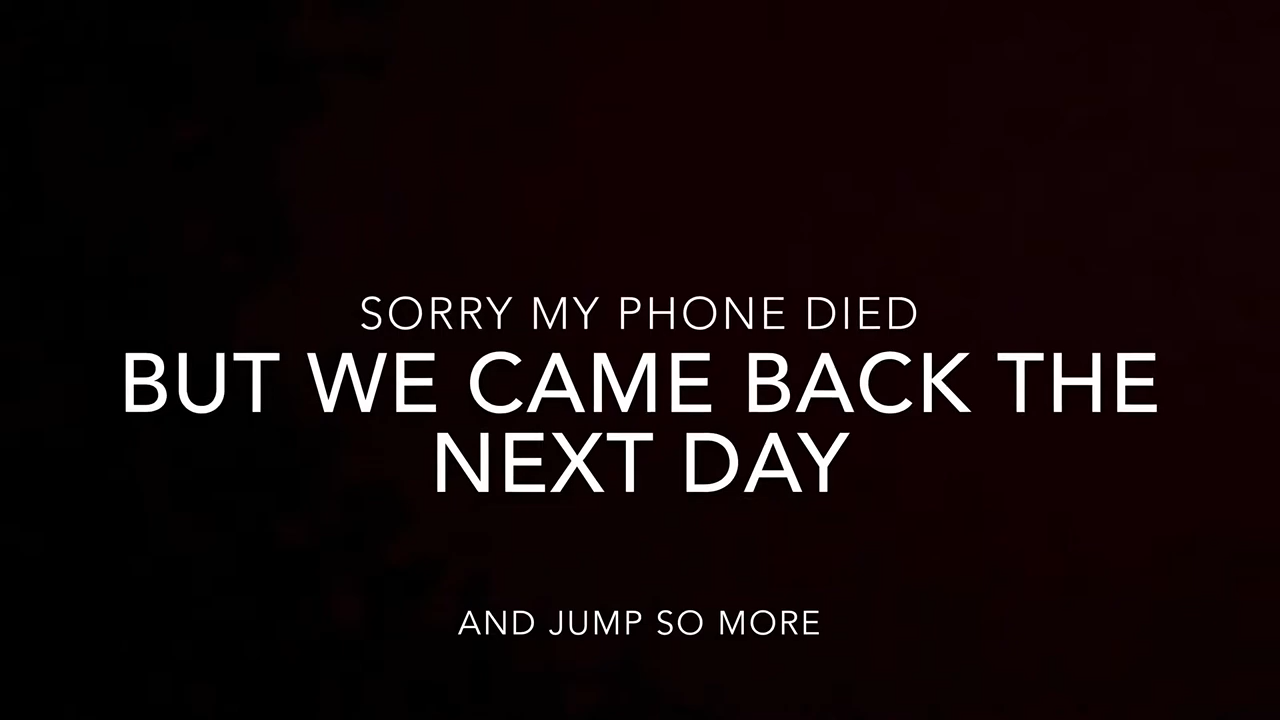 SORRY MY PHONE DIED
BUT WE CAME BACK THE
NEXT DAY
AND JUMP SO MORE